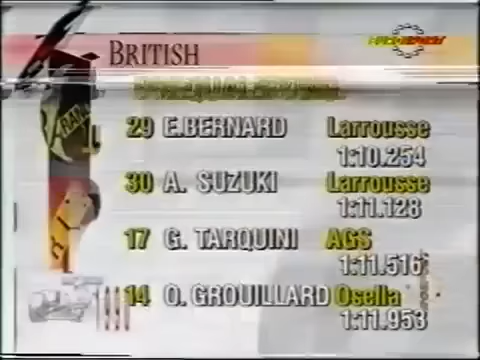 BRITISH
29 E.BERNARD Larrousse
1:10.254
30 A. SUZUKI Larrousse
1:11.128
17 G. TARQUINI AGS
1:11.516
14 O. GROUILLARD Osella
1:11.953